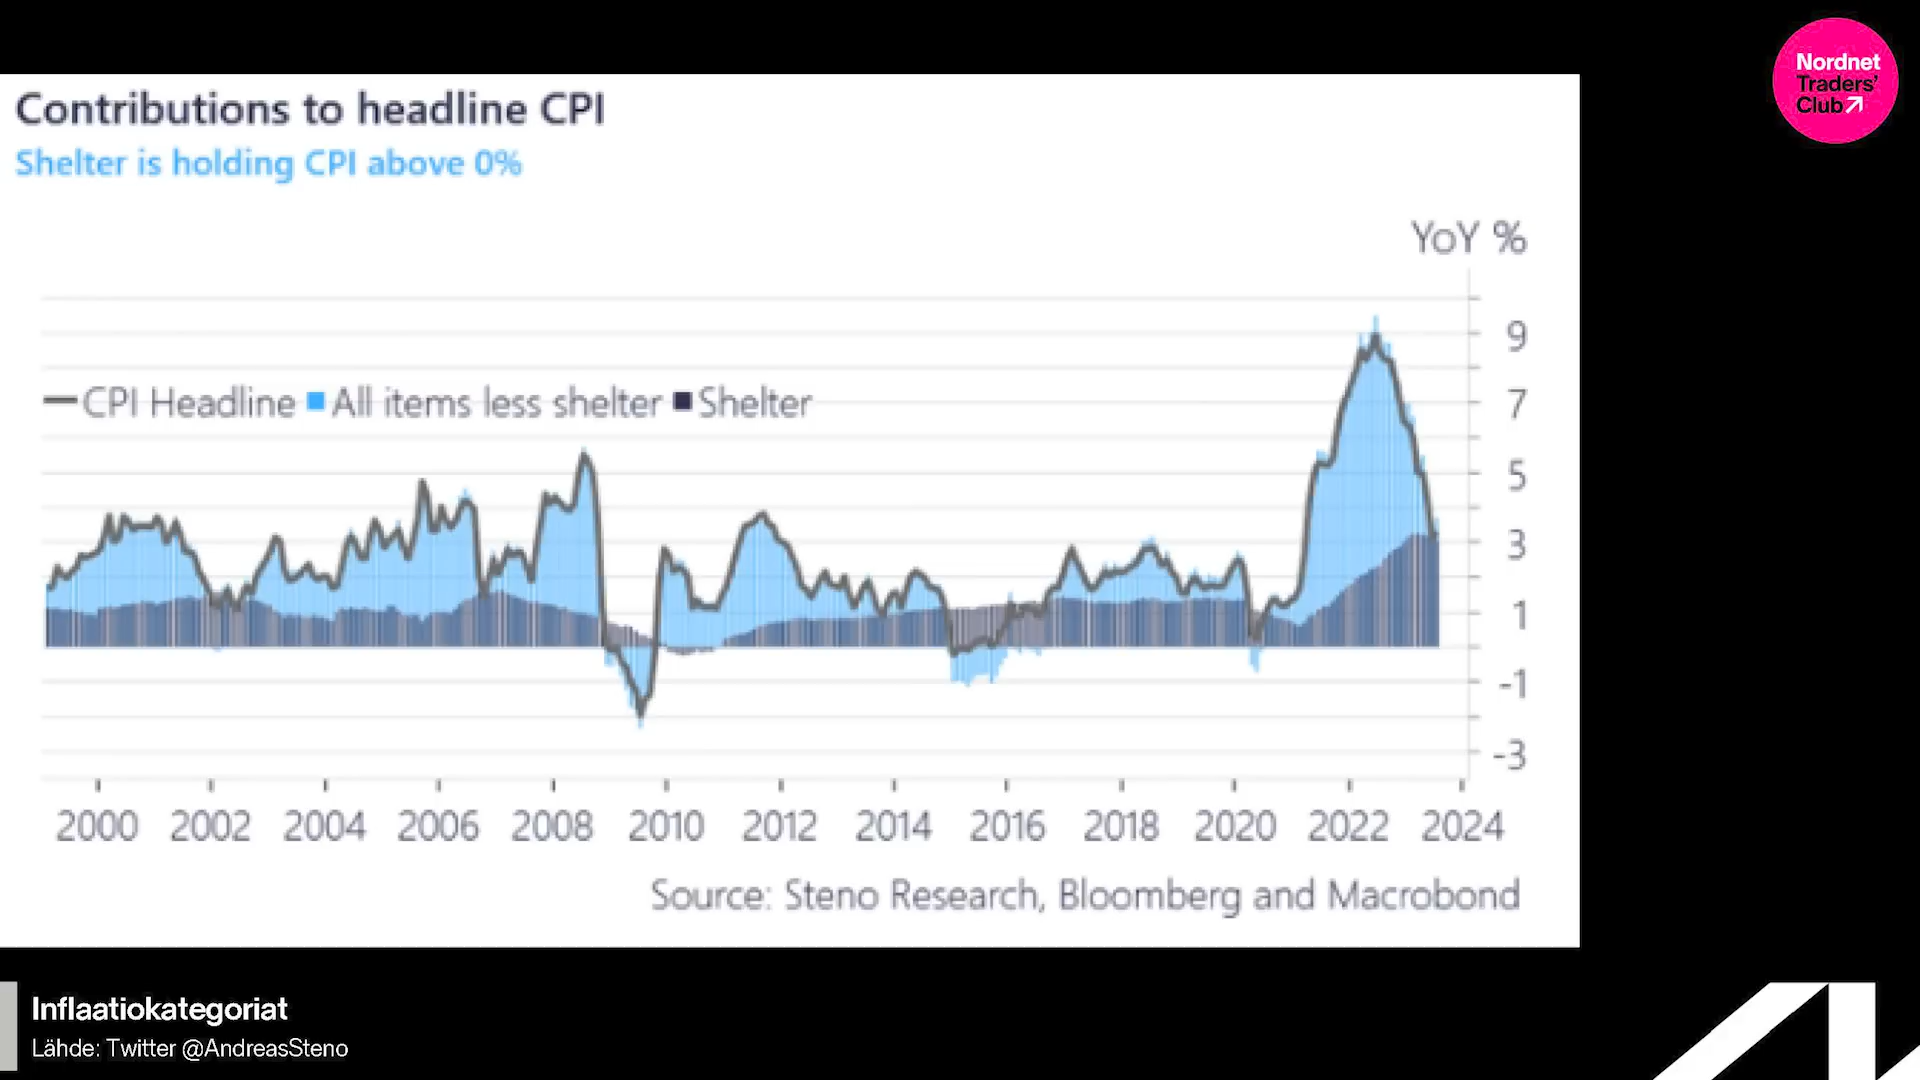 Nordnet
Traders'
Club
Contributions to headline CPI
Shelter is holding CPI above 0%
YoY %
CPI Headline All items less shelter Shelter
9
7
5
3
1
-1
-3
2000 2002 2004 2006 2008 2010 2012 2014 2016 2018 2020 2022 2024
Source: Steno Research, Bloomberg and Macrobond
Inflaatiokategoriat
Lähde: Twitter @AndreasSteno